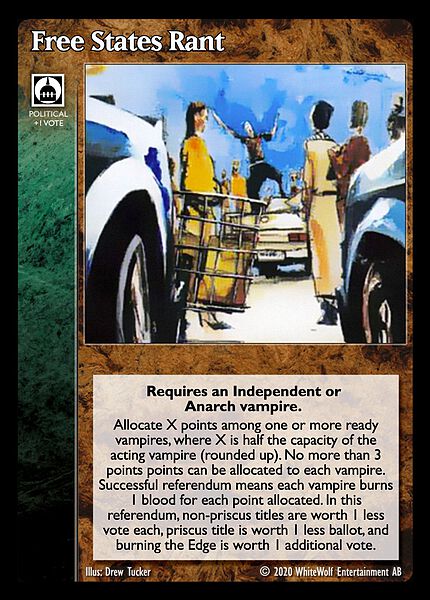 Free States Rant
POLITICAL
+1 VOTE
Requires an Independent or
Anarch vampire.
Allocate X points among one or more ready
vampires, where X is half the capacity of the
acting vampire (rounded up). No more than 3
points points can be allocated to each vampire.
Successful referendum means each vampire burns
1 blood for each point allocated. In this
referendum, non-priscus titles are worth 1 less
vote each, priscus title is worth 1 less ballot, and
burning the Edge is worth 1 additional vote.
Illus: Drew Tucker
© 2020 WhiteWolf Entertainment AB